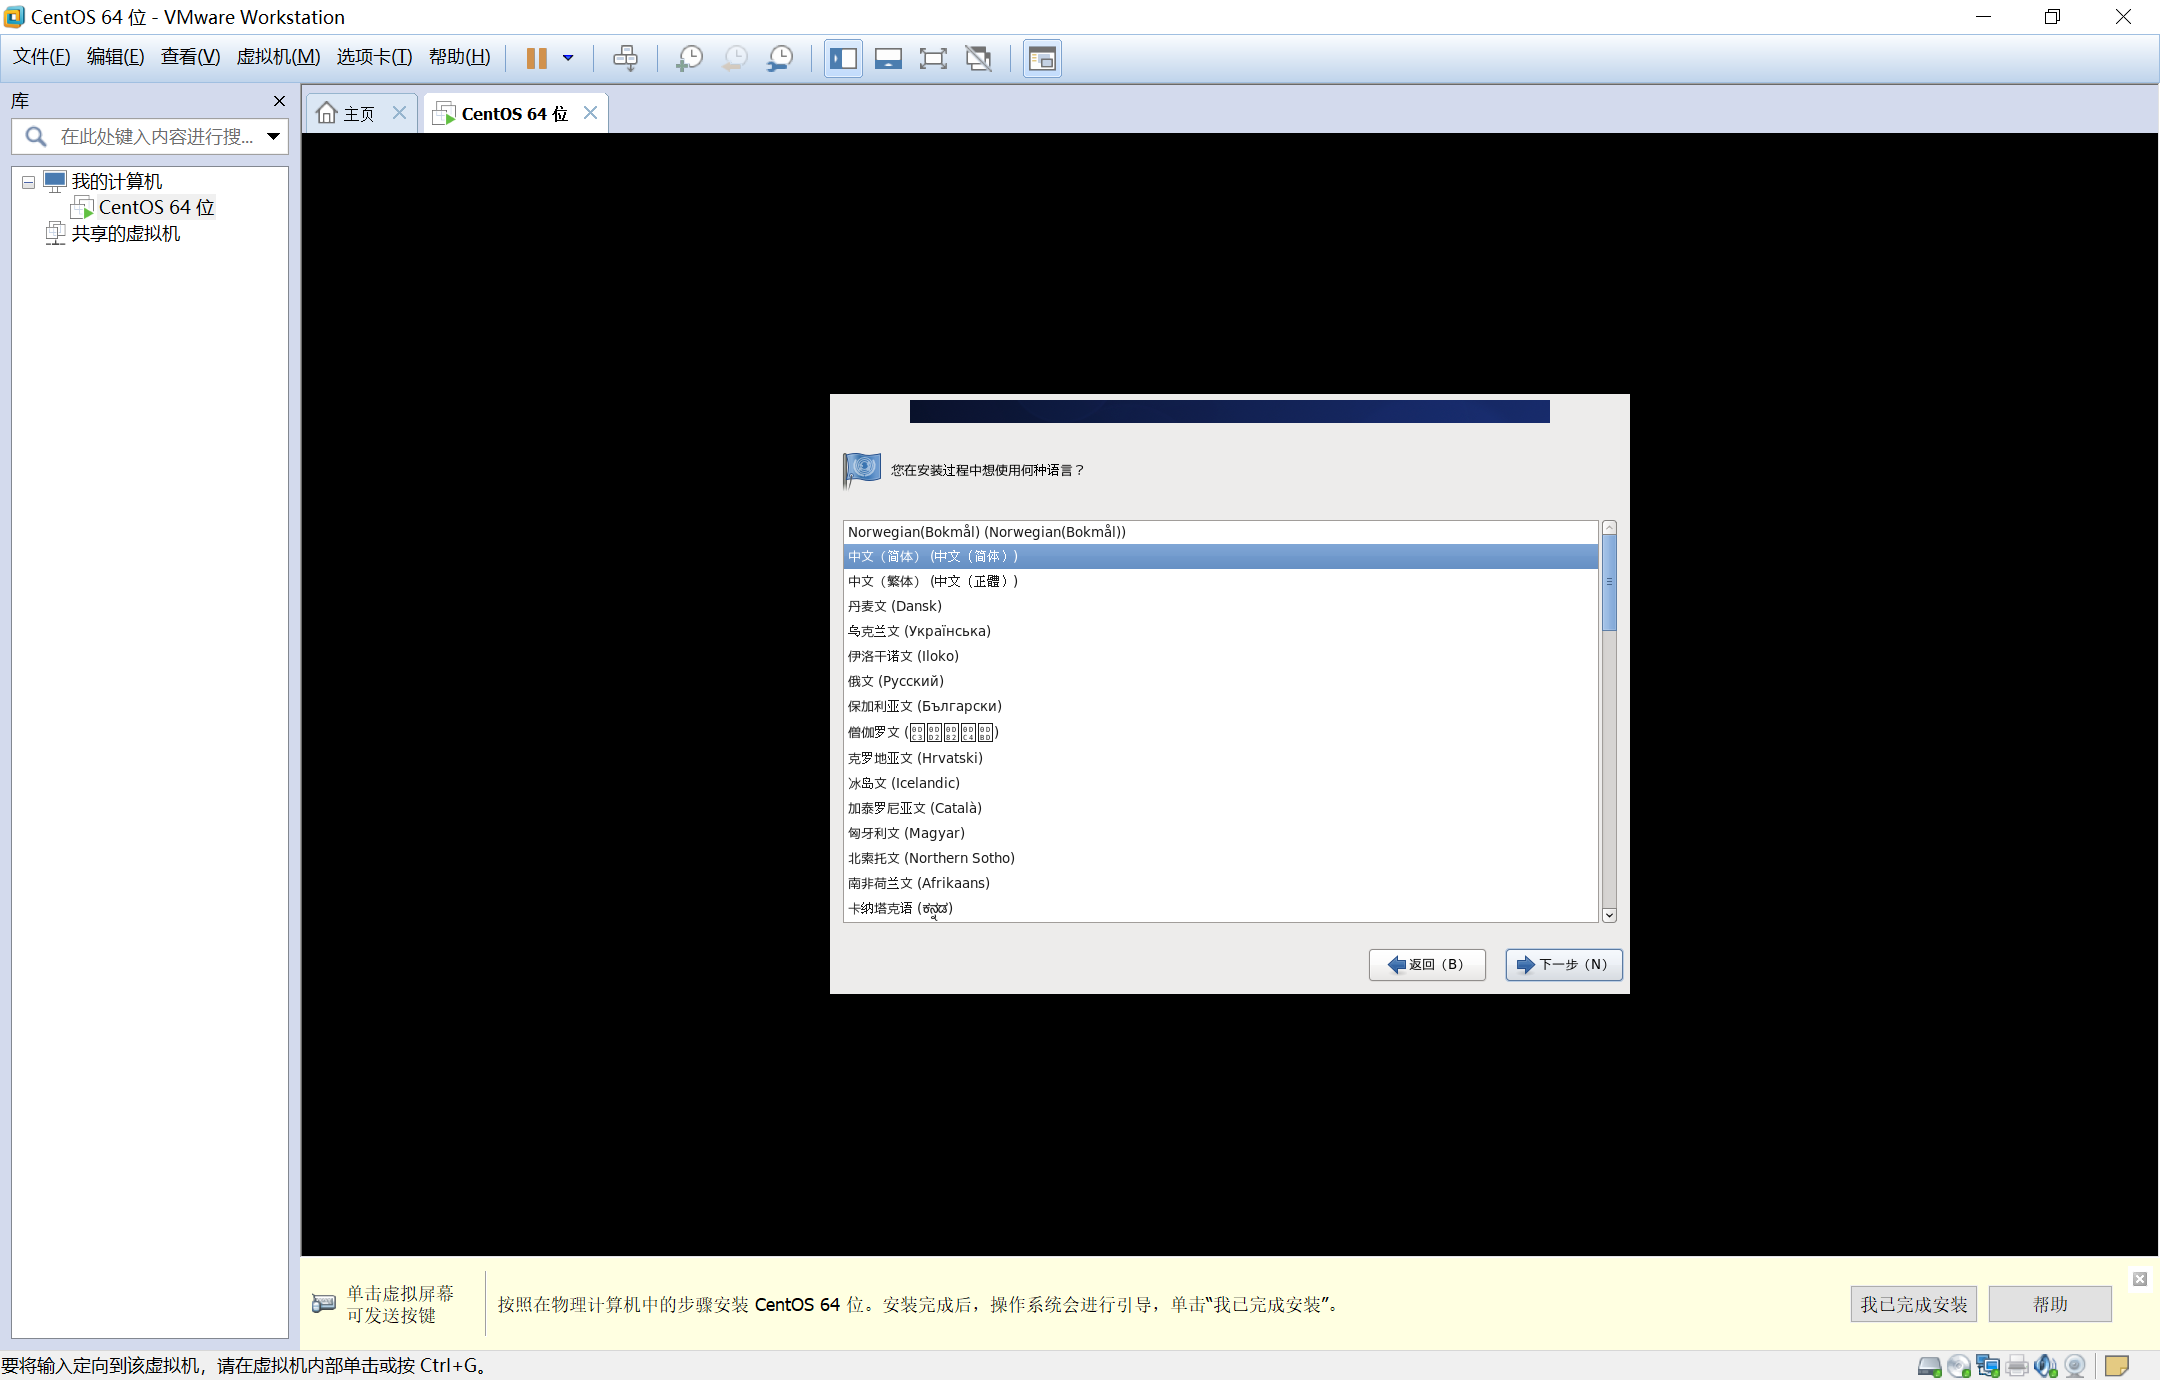 CentOS 64 位 - VMware Workstation
文件(F) 编辑(E) 查看(V) 虚拟机(M) 选项卡(T) 帮助(H)
库
在此处键入内容进行搜...
我的计算机
CentOS 64 位
共享的虚拟机
主页
CentOS 64 位
您在安装过程中想使用何种语言？
Norwegian(Bokmål) (Norwegian(Bokmål))
中文（简体） (中文（简体）)
中文（繁体） (中文（正體）)
丹麦文 (Dansk)
乌克兰文 (Українська)
伊洛干诺文 (Iloko)
俄文 (Русский)
保加利亚文 (Български)
僧伽罗文 ()
克罗地亚文 (Hrvatski)
冰岛文 (Icelandic)
加泰罗尼亚文 (Català)
匈牙利文 (Magyar)
北索托文 (Northern Sotho)
南非荷兰文 (Afrikaans)
卡纳塔克语 (ಕನ್ನಡ)
返回（B）
下一步（N）
单击虚拟屏幕
可发送按键
按照在物理计算机中的步骤安装 CentOS 64 位。安装完成后，操作系统会进行引导，单击“我已完成安装”。
我已完成安装
帮助
要将输入定向到该虚拟机，请在虚拟机内部单击或按 Ctrl+G。